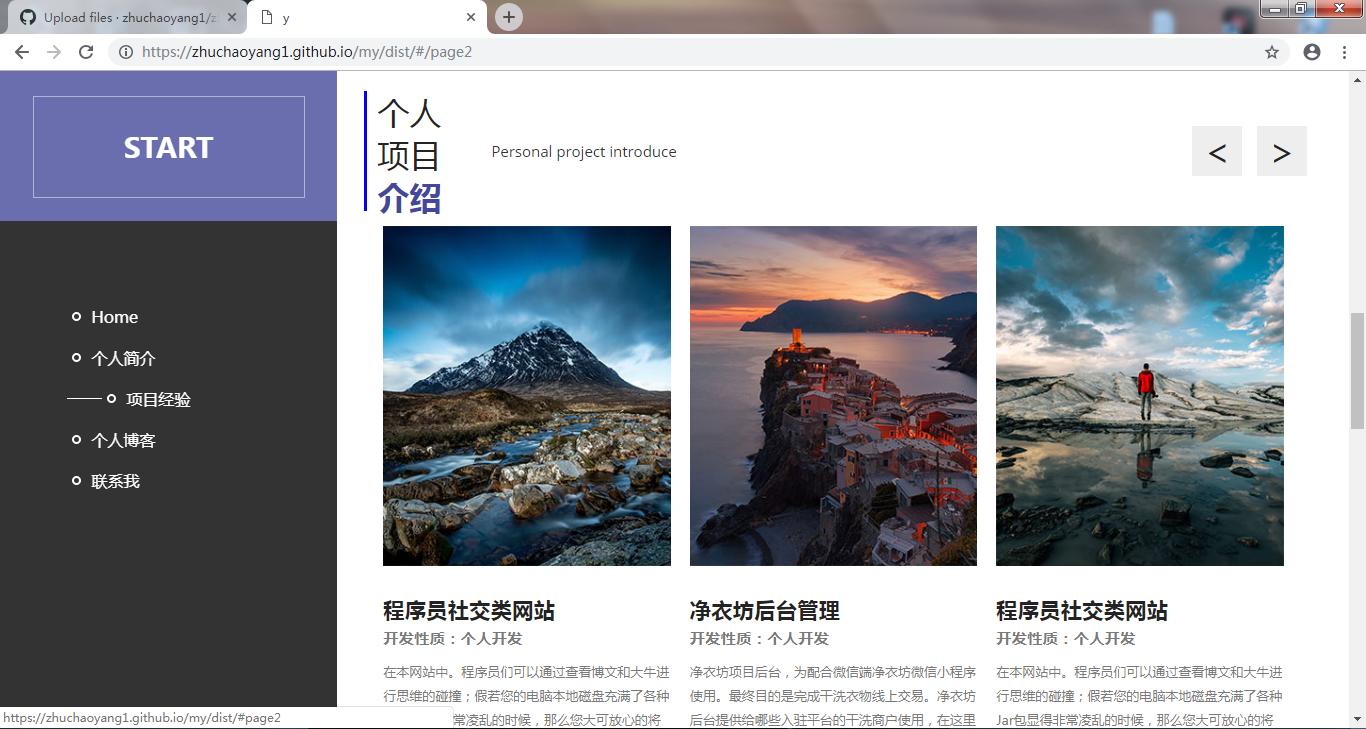 Upload files · zhuchaoyang1/z
y
https://zhuchaoyang1.github.io/my/dist/#/page2
START
Home
个人简介
项目经验
个人博客
联系我
个人
项目
介绍
Personal project introduce
<
>
程序员社交类网站
开发性质：个人开发
在本网站中。程序员们可以通过查看博文和大牛进
行思维的碰撞；假若您的电脑本地磁盘充满了各种
常凌乱的时候，那么您大可放心的将
净衣坊后台管理
开发性质：个人开发
净衣坊项目后台，为配合微信端净衣坊微信小程序
使用。最终目的是完成干洗衣物线上交易。净衣坊
后台提供给哪些入驻平台的干洗商户使用，在这里
程序员社交类网站
开发性质：个人开发
在本网站中。程序员们可以通过查看博文和大牛进
行思维的碰撞；假若您的电脑本地磁盘充满了各种
Jar包显得非常凌乱的时候，那么您大可放心的将
https://zhuchaoyang1.github.io/my/dist/#page2